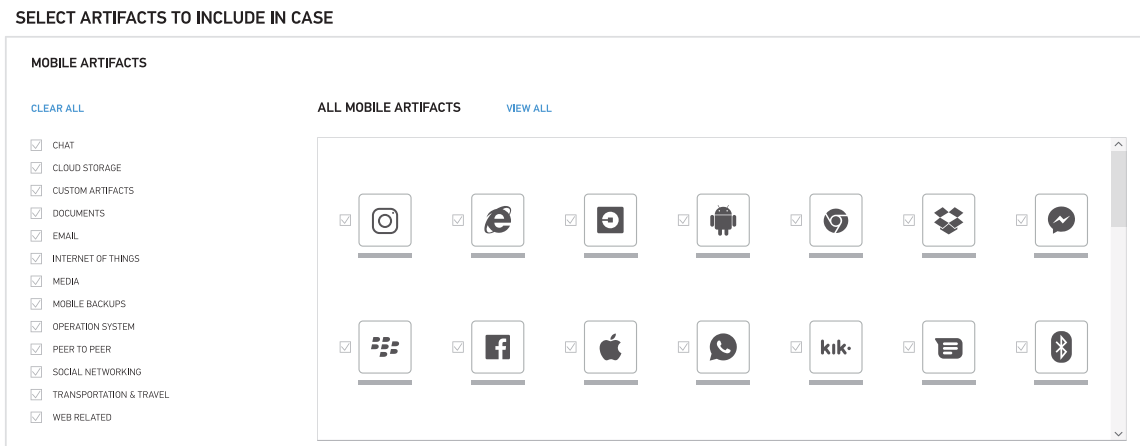 SELECT ARTIFACTS TO INCLUDE IN CASE
MOBILE ARTIFACTS
CLEAR ALL
ALL MOBILE ARTIFACTS VIEW ALL
CHAT
CLOUD STORAGE
CUSTOM ARTIFACTS
DOCUMENTS
EMAIL
INTERNET OF THINGS
MEDIA
MOBILE BACKUPS
OPERATION SYSTEM
PEER TO PEER
SOCIAL NETWORKING
TRANSPORTATION & TRAVEL
WEB RELATED
kik·